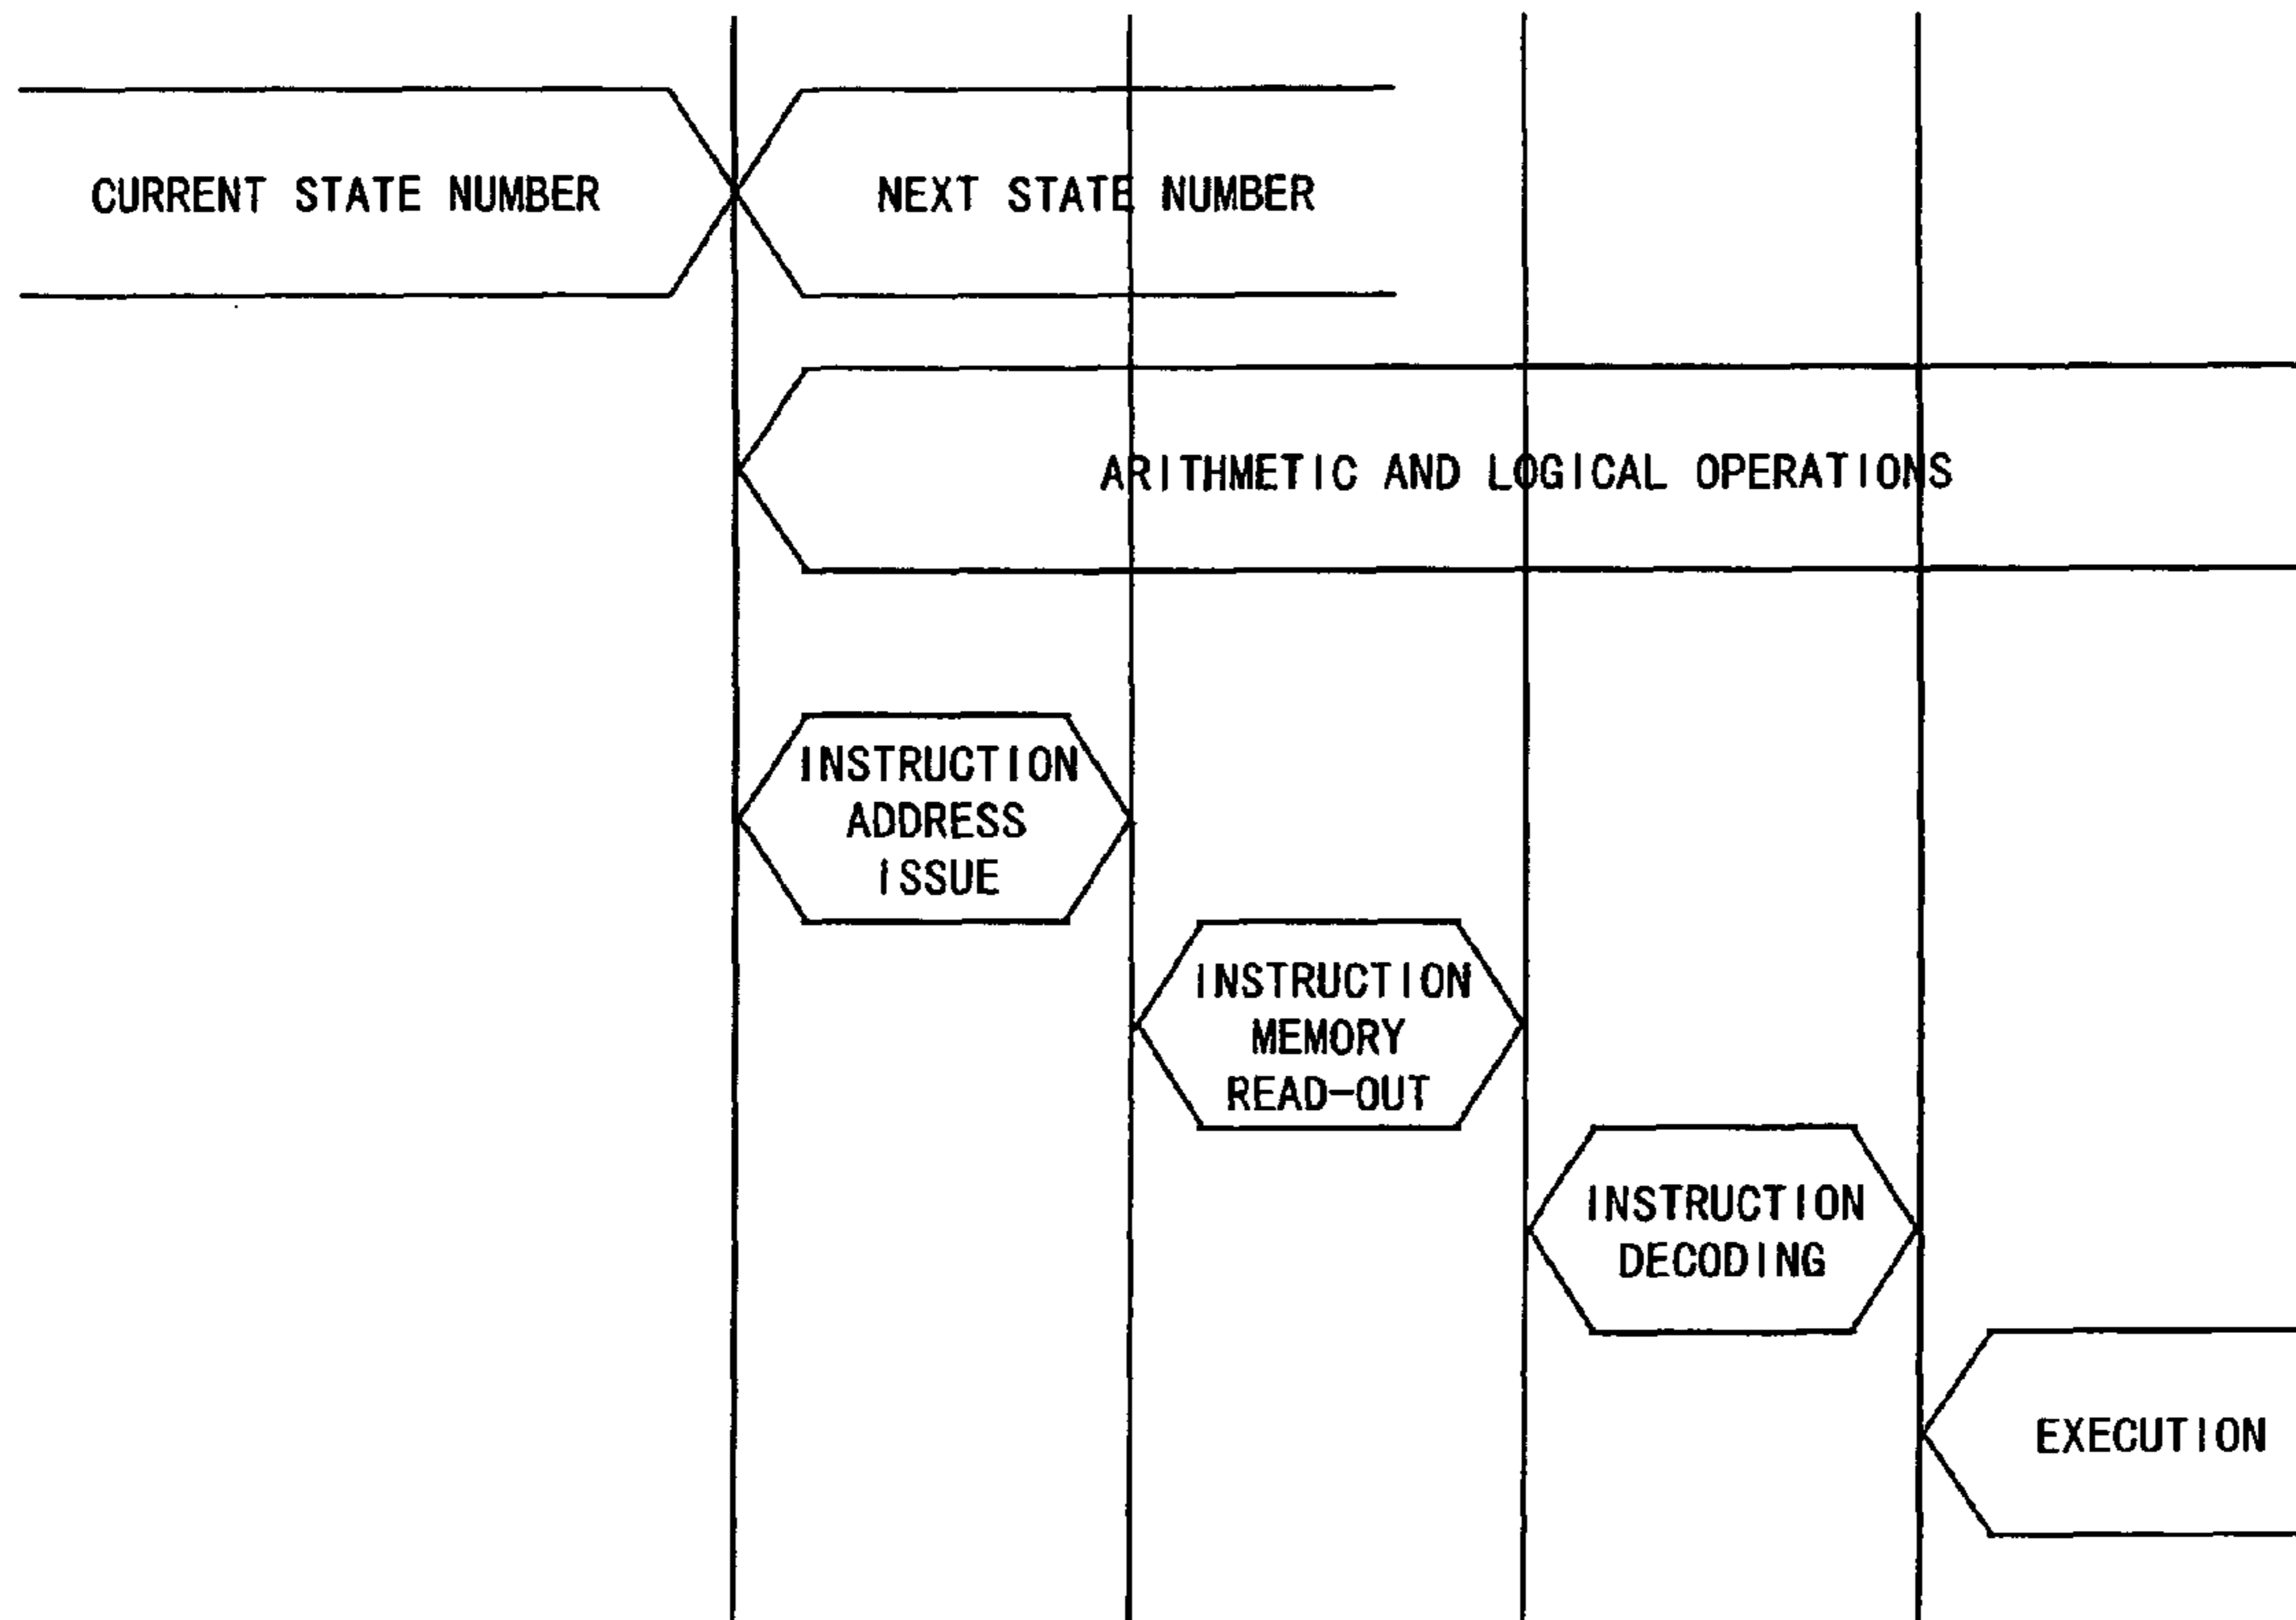 CURRENT STATE NUMBER
NEXT STATE NUMBER
ARITHMETIC AND LOGICAL OPERATIONS
INSTRUCTION
ADDRESS
ISSUE
INSTRUCTION
MEMORY
READ-OUT
INSTRUCTION
DECODING
EXECUTION